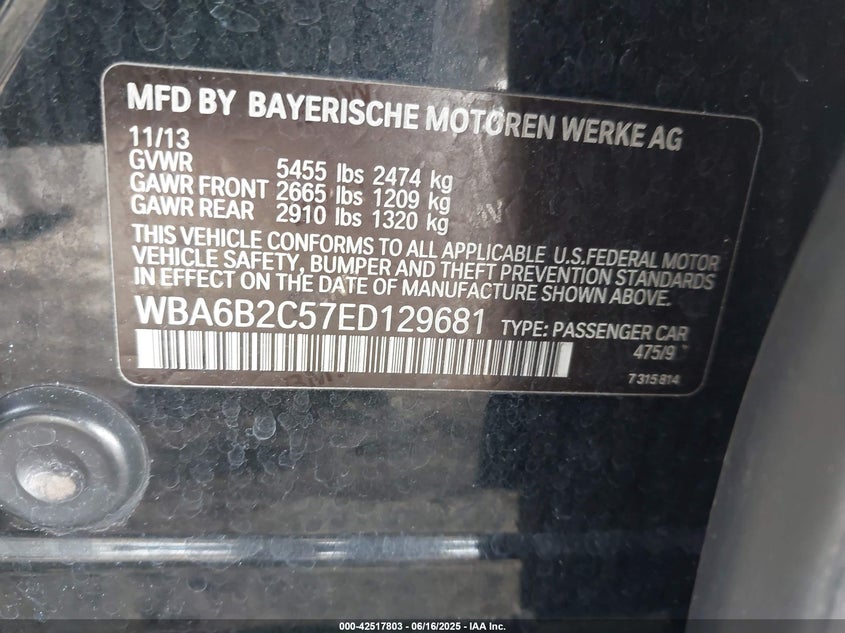 MFD BY BAYERISCHE MOTOREN WERKE AG
11/13
GVWR 5455 lbs 2474 kg
GAWR FRONT 2665 lbs 1209 kg
GAWR REAR 2910 lbs 1320 kg
THIS VEHICLE CONFORMS TO ALL APPLICABLE U.S.FEDERAL MOTOR
VEHICLE SAFETY, BUMPER AND THEFT PREVENTION STANDARDS
IN EFFECT ON THE DATE OF MANUFACTURE SHOWN ABOVE.
WBA6B2C57ED129681 TYPE: PASSENGER CAR
475/9
7 315 814
000-42517803 - 06/16/2025 - IAA Inc.